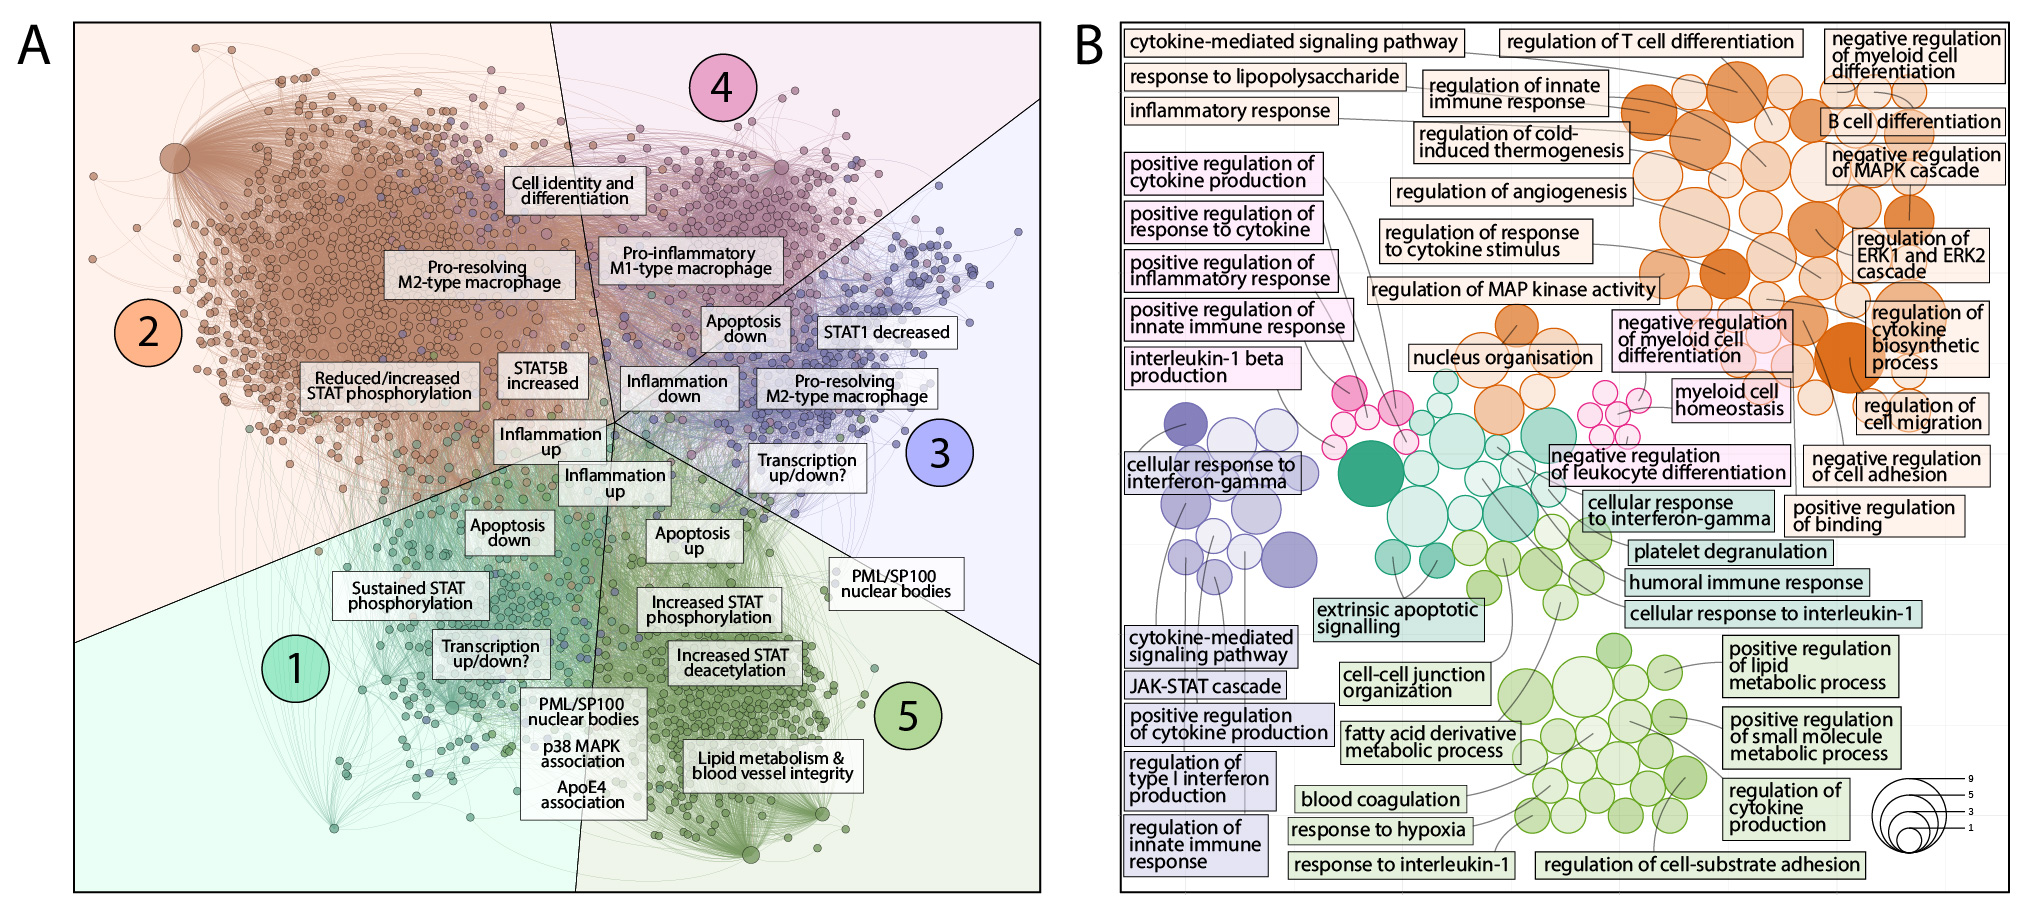 A
4
Cell identity and
differentiation
Pro-inflammatory
M1-type macrophage
Pro-resolving
M2-type macrophage
2
Apoptosis
down
STAT1 decreased
Reduced/increased
STAT phosphorylation
STAT5B
increased
Inflammation
down
Pro-resolving
M2-type macrophage
Inflammation
up
3
Transcription
up/down?
Inflammation
up
Apoptosis
down
Apoptosis
up
PML/SP100
nuclear bodies
Sustained STAT
phosphorylation
Increased STAT
phosphorylation
Transcription
up/down?
Increased STAT
deacetylation
1
PML/SP100
nuclear bodies
p38 MAPK
association
ApoE4
association
5
Lipid metabolism &
blood vessel integrity
B
cytokine-mediated signaling pathway
regulation of T cell differentiation
negative regulation
of myeloid cell
differentiation
response to lipopolysaccharide
regulation of innate
immune response
inflammatory response
B cell differentiation
regulation of cold-
induced thermogenesis
negative regulation
of MAPK cascade
positive regulation of
cytokine production
regulation of angiogenesis
positive regulation of
response to cytokine
regulation of response
to cytokine stimulus
regulation of
ERK1 and ERK2
cascade
positive regulation of
inflammatory response
regulation of MAP kinase activity
positive regulation of
innate immune response
negative regulation
of myeloid cell
differentiation
regulation of
cytokine
biosynthetic
process
interleukin-1 beta
production
nucleus organisation
myeloid cell
homeostasis
regulation of
cell migration
cellular response to
interferon-gamma
negative regulation
of leukocyte differentiation
negative regulation
of cell adhesion
cellular response
to interferon-gamma
positive regulation
of binding
platelet degranulation
humoral immune response
extrinsic apoptotic
signalling
cellular response to interleukin-1
cytokine-mediated
signaling pathway
JAK-STAT cascade
cell-cell junction
organization
positive regulation
of lipid
metabolic process
positive regulation
of cytokine production
fatty acid derivative
metabolic process
positive regulation
of small molecule
metabolic process
regulation of
type I interferon
production
blood coagulation
regulation of
cytokine
production
9
5
3
1
regulation of
innate immune
response
response to hypoxia
response to interleukin-1
regulation of cell-substrate adhesion